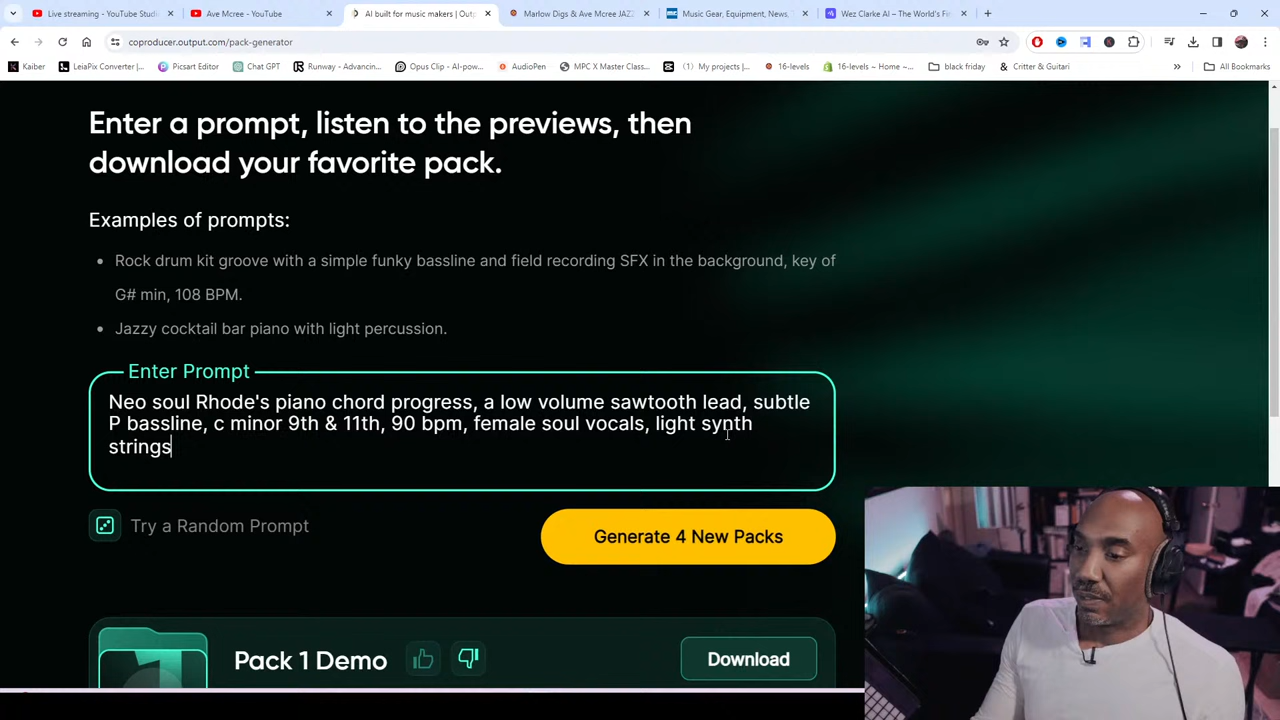 Live streaming - YouTube Studi
Ave Mcree - YouTube
AI built for music makers | Outp
Marlow Digs & Ave Mcree JAZ
Music Gear, Equipment, News, T
Wez Clarke AI – The World's Fi
coproducer.output.com/pack-generator
Kaiber
LeiaPix Converter |...
Picsart Editor
Chat GPT
Runway - Advancin...
Opus Clip - AI-pow...
AudioPen
MPC X Master Class...
(1) My projects |...
16-levels
16-levels ~ Home ~...
black friday
Critter & Guitari
All Bookmarks
Enter a prompt, listen to the previews, then
download your favorite pack.
Examples of prompts:
Rock drum kit groove with a simple funky bassline and field recording SFX in the background, key of
G# min, 108 BPM.
Jazzy cocktail bar piano with light percussion.
Enter Prompt
Neo soul Rhode's piano chord progress, a low volume sawtooth lead, subtle
P bassline, c minor 9th & 11th, 90 bpm, female soul vocals, light synth
strings
Try a Random Prompt
Generate 4 New Packs
Pack 1 Demo
Download